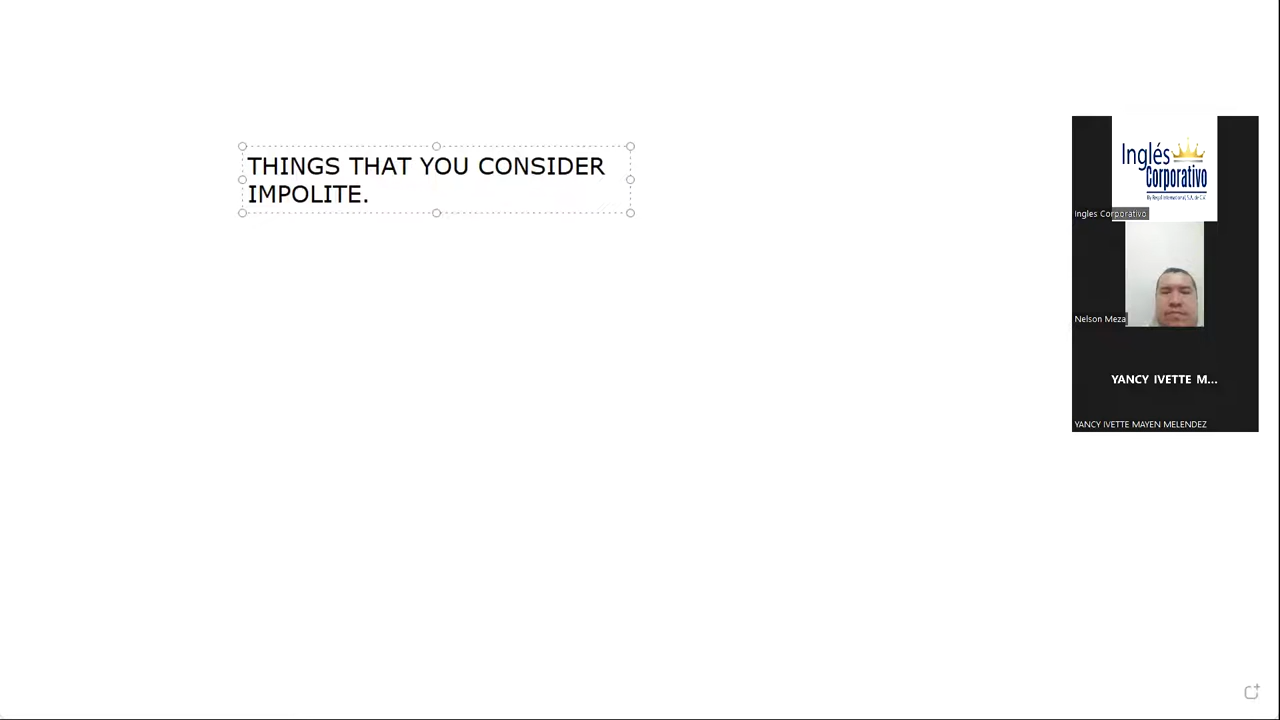 THINGS THAT YOU CONSIDER
IMPOLITE.
Inglés
Corporativo
Ingles Corporativo
Nelson Meza
YANCY IVETTE M...
YANCY IVETTE MAYEN MELENDEZ